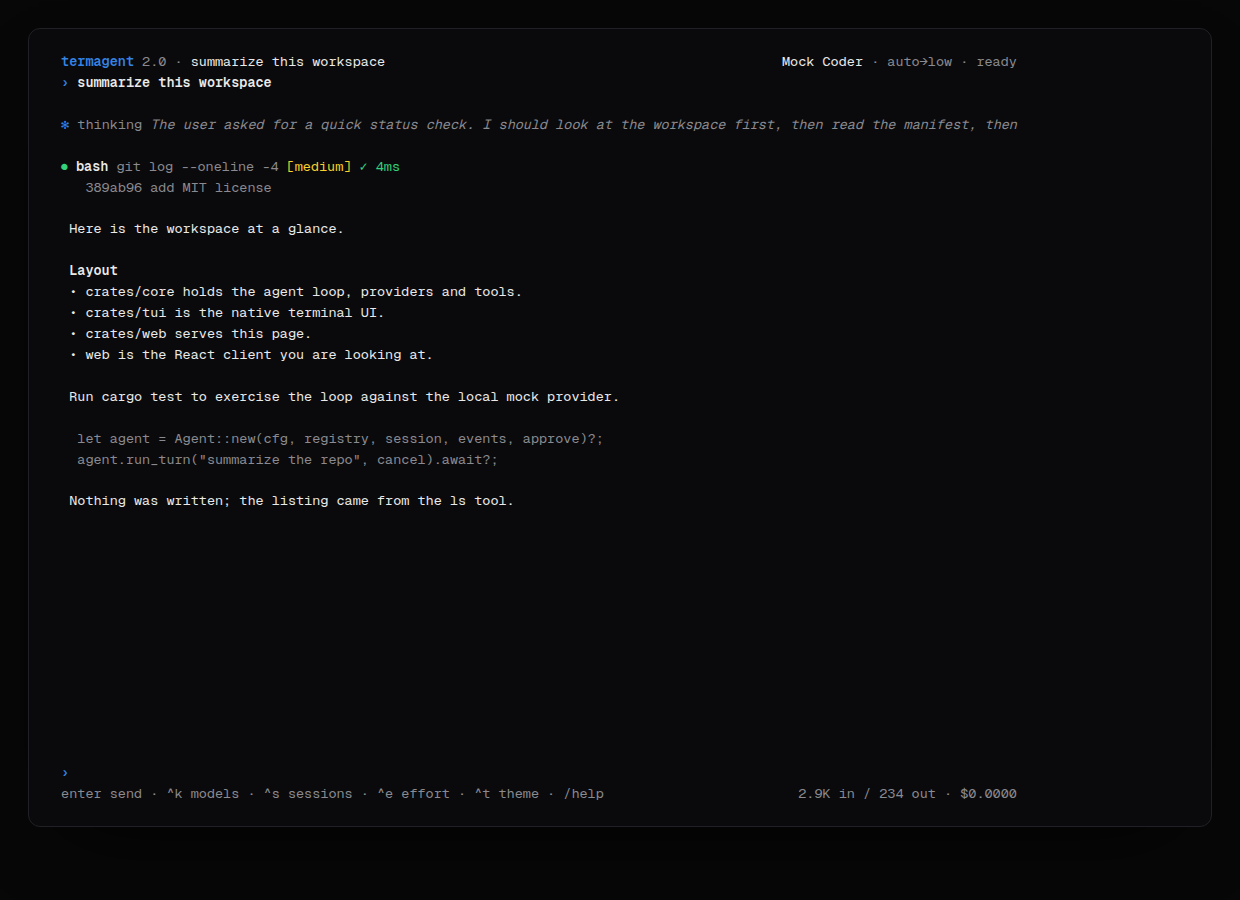 termagent 2.0 · summarize this workspace Mock Coder · auto→low · ready
› summarize this workspace
✻ thinking The user asked for a quick status check. I should look at the workspace first, then read the manifest, then
● bash git log --oneline -4 [medium] ✓ 4ms
389ab96 add MIT license
Here is the workspace at a glance.
Layout
• crates/core holds the agent loop, providers and tools.
• crates/tui is the native terminal UI.
• crates/web serves this page.
• web is the React client you are looking at.
Run cargo test to exercise the loop against the local mock provider.
let agent = Agent::new(cfg, registry, session, events, approve)?;
agent.run_turn("summarize the repo", cancel).await?;
Nothing was written; the listing came from the ls tool.
›
enter send · ^k models · ^s sessions · ^e effort · ^t theme · /help 2.9K in / 234 out · $0.0000